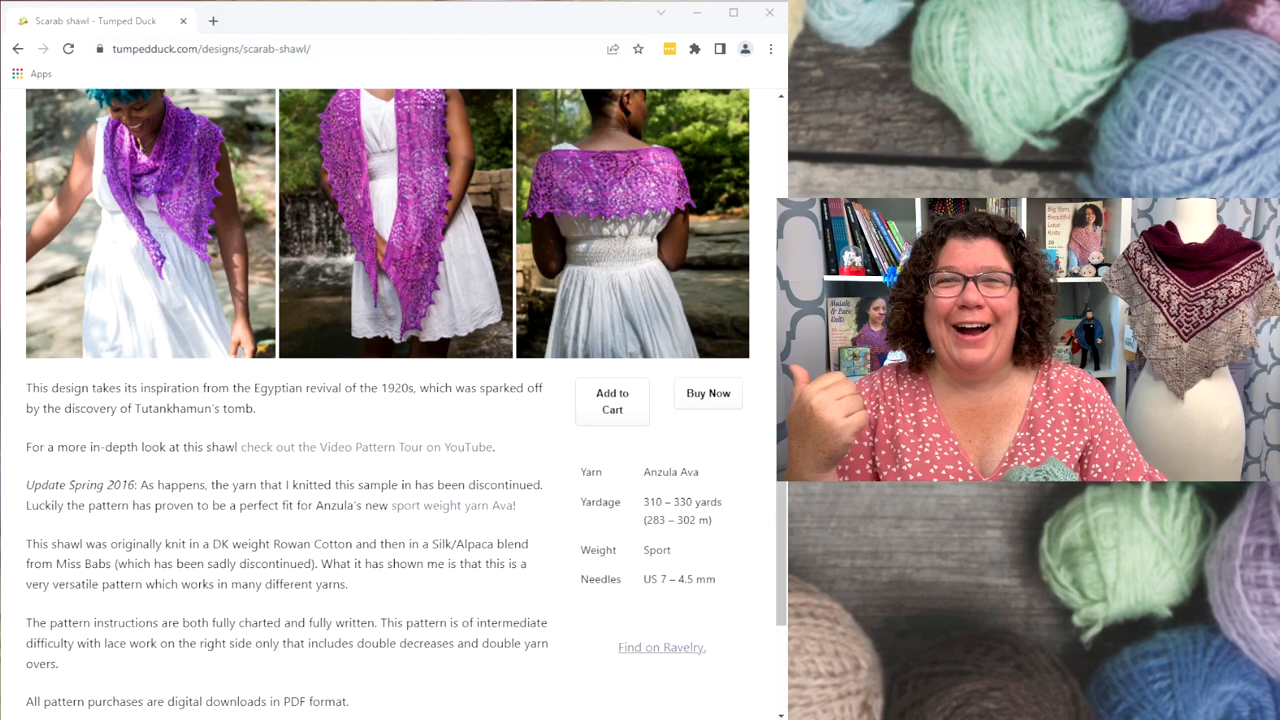 Scarab shawl - Tumped Duck
tumpedduck.com/designs/scarab-shawl/
Apps
This design takes its inspiration from the Egyptian revival of the 1920s, which was sparked off
by the discovery of Tutankhamun's tomb.
For a more in-depth look at this shawl check out the Video Pattern Tour on YouTube.
Update Spring 2016: As happens, the yarn that I knitted this sample in has been discontinued.
Luckily the pattern has proven to be a perfect fit for Anzula's new sport weight yarn Ava!
This shawl was originally knit in a DK weight Rowan Cotton and then in a Silk/Alpaca blend
from Miss Babs (which has been sadly discontinued). What it has shown me is that this is a
very versatile pattern which works in many different yarns.
The pattern instructions are both fully charted and fully written. This pattern is of intermediate
difficulty with lace work on the right side only that includes double decreases and double yarn
overs.
All pattern purchases are digital downloads in PDF format.
Add to
Cart
Buy Now
Yarn Anzula Ava
Yardage 310 – 330 yards
(283 – 302 m)
Weight Sport
Needles US 7 – 4.5 mm
Find on Ravelry.
Big Yarn,
Beautiful
Lace
Knits
20
Mosaic
& Lace
Knits